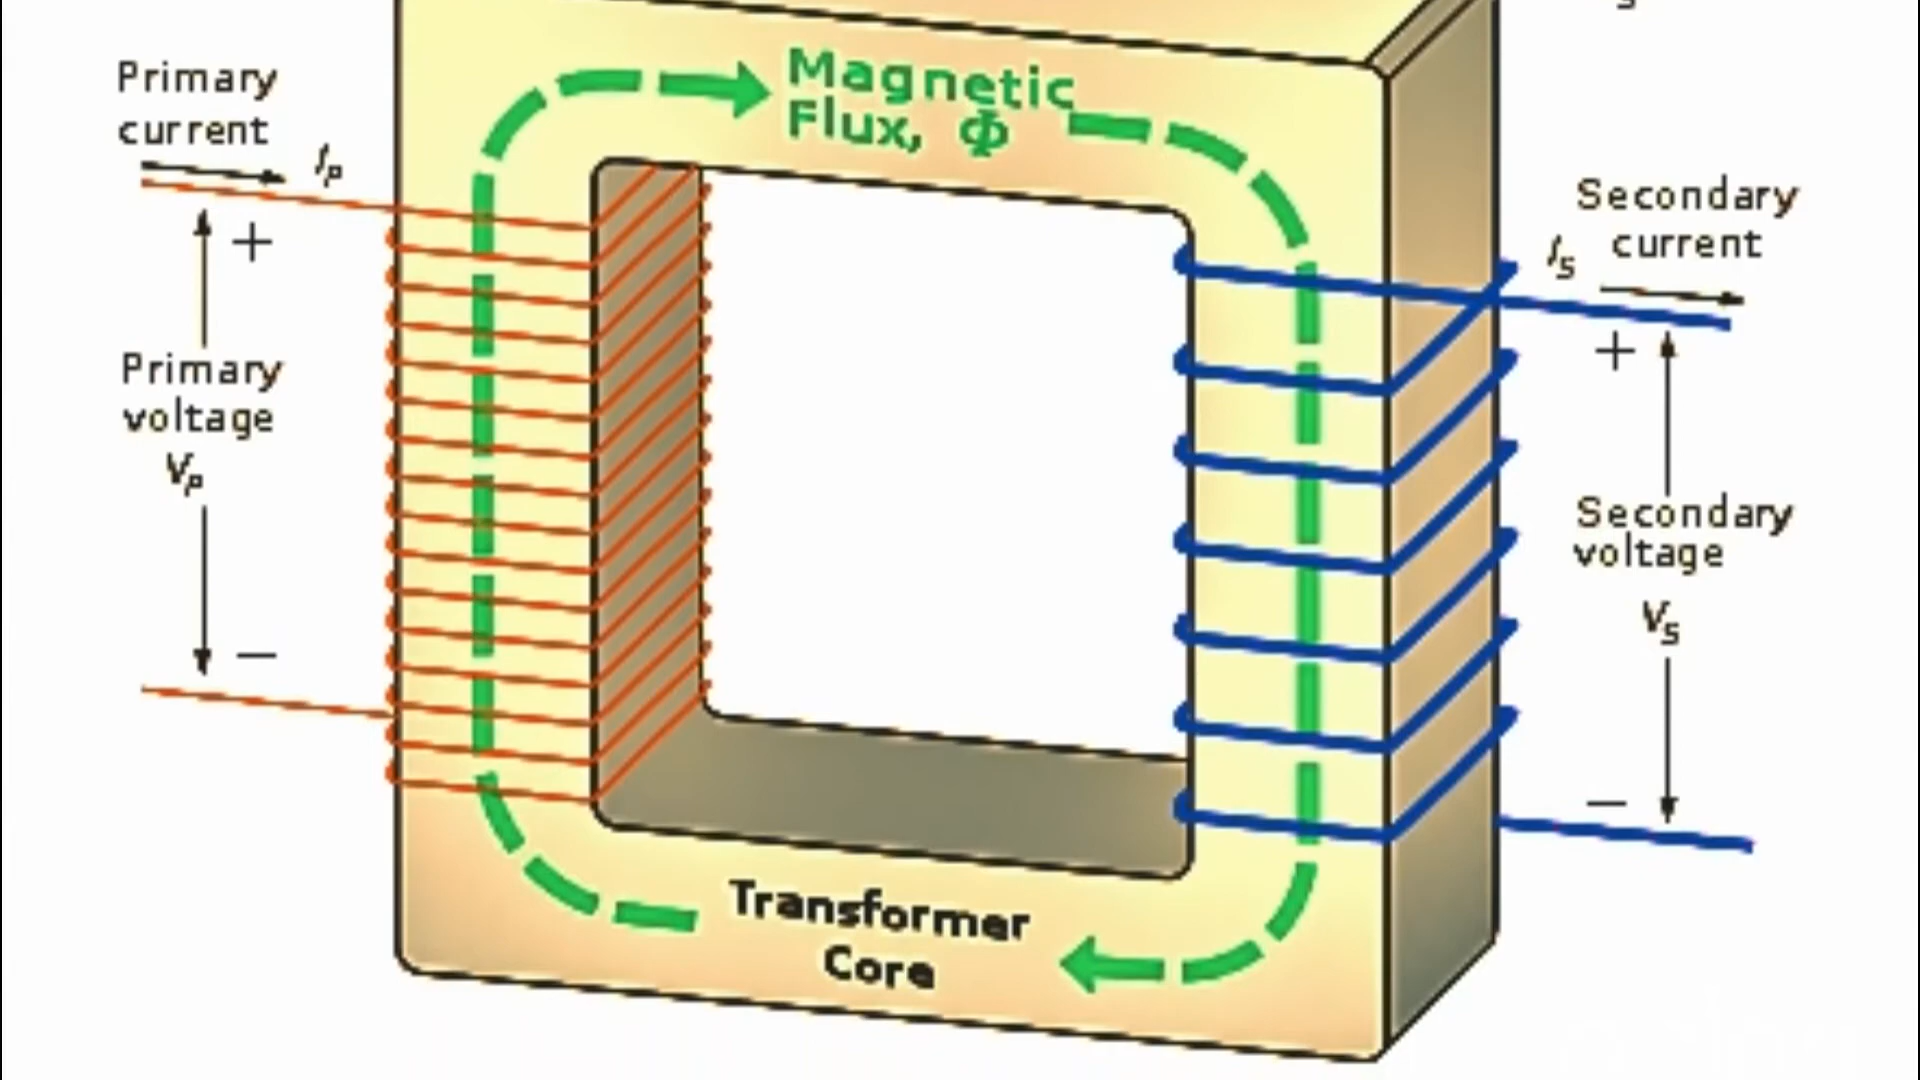 Primary
current
Ip
+
Primary
voltage
Vp
−
Magnetic
Flux, Φ
Secondary
current
Is
+
Secondary
voltage
Vs
−
Transformer
Core